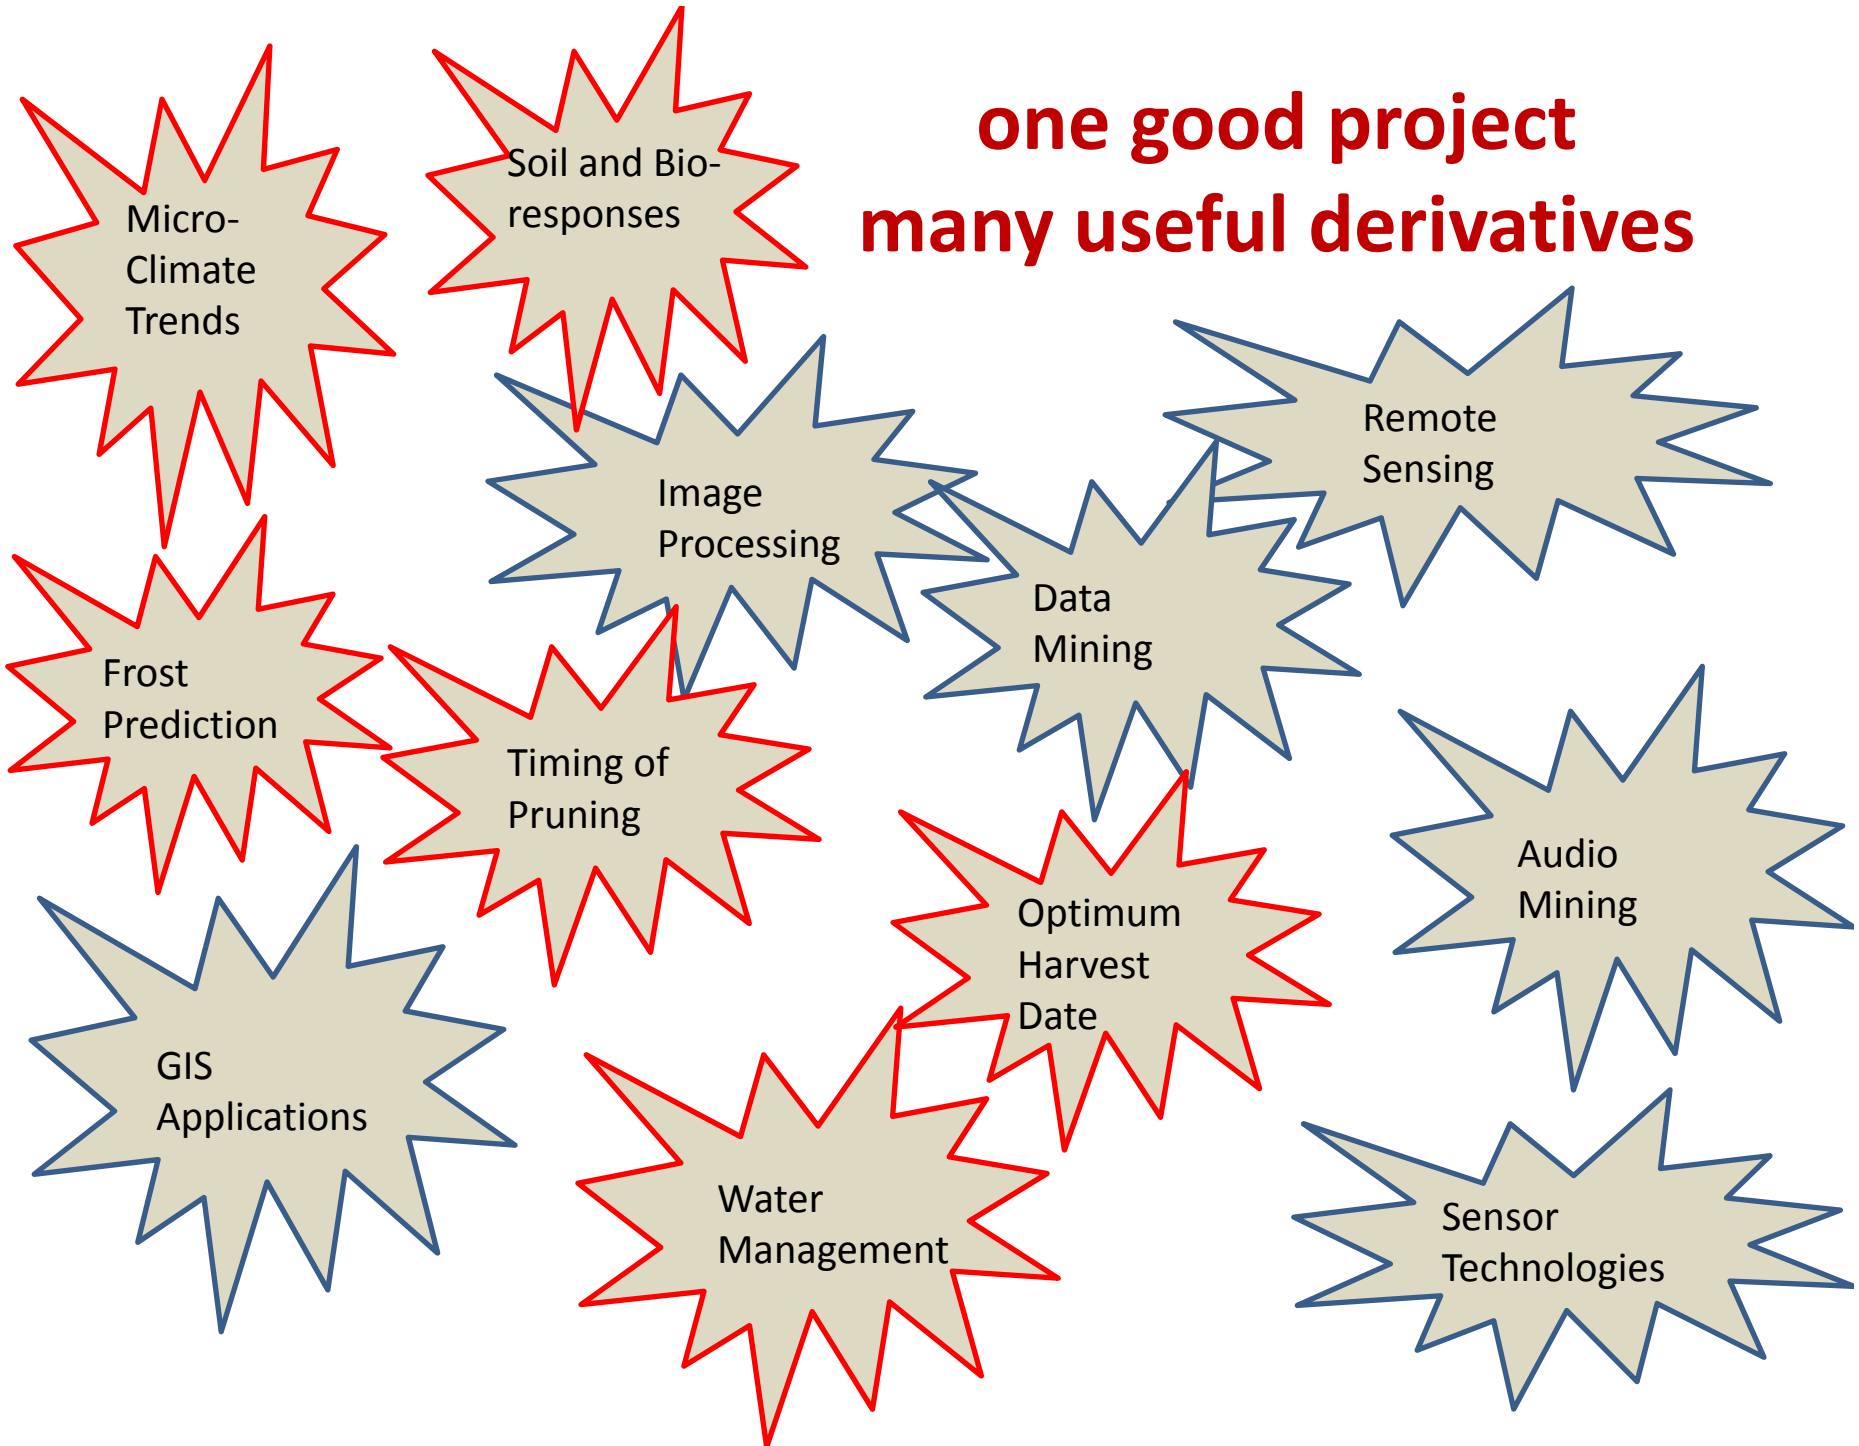 one good project
many useful derivatives
Micro-
Climate
Trends
Soil and Bio-
responses
Image
Processing
Remote
Sensing
Data
Mining
Frost
Prediction
Timing of
Pruning
Audio
Mining
Optimum
Harvest
Date
GIS
Applications
Water
Management
Sensor
Technologies